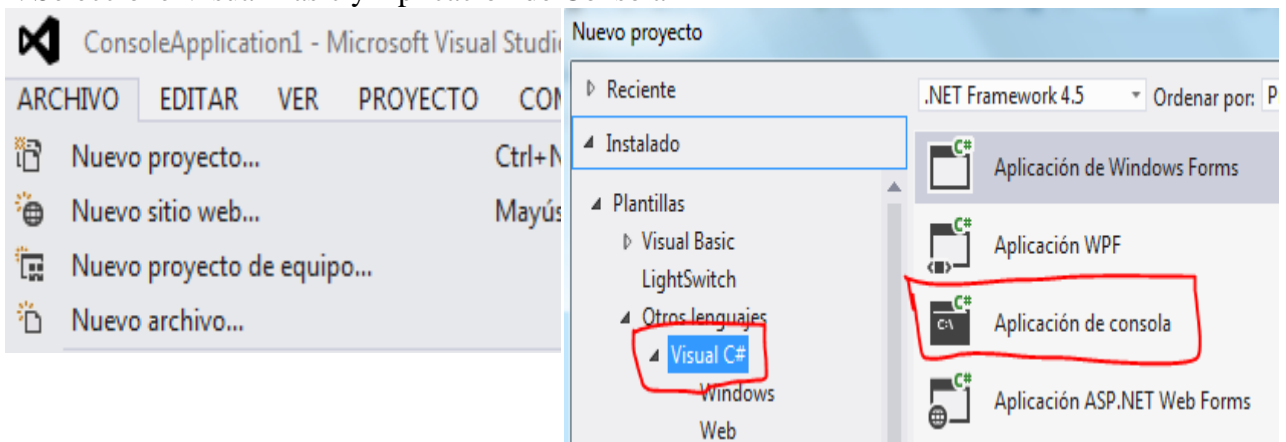 ConsoleApplication1 - Microsoft Visual Studi
ARCHIVO EDITAR VER PROYECTO
Nuevo proyecto... Ctrl+N
Nuevo sitio web... Mayús
Nuevo proyecto de equipo...
Nuevo archivo...
Nuevo proyecto
Reciente
Instalado
Plantillas
Visual Basic
LightSwitch
Otros lenguajes
Visual C#
Windows
Web
.NET Framework 4.5 Ordenar por: P
C# Aplicación de Windows Forms
C# Aplicación WPF
C# C:\ Aplicación de consola
C# Aplicación ASP.NET Web Forms